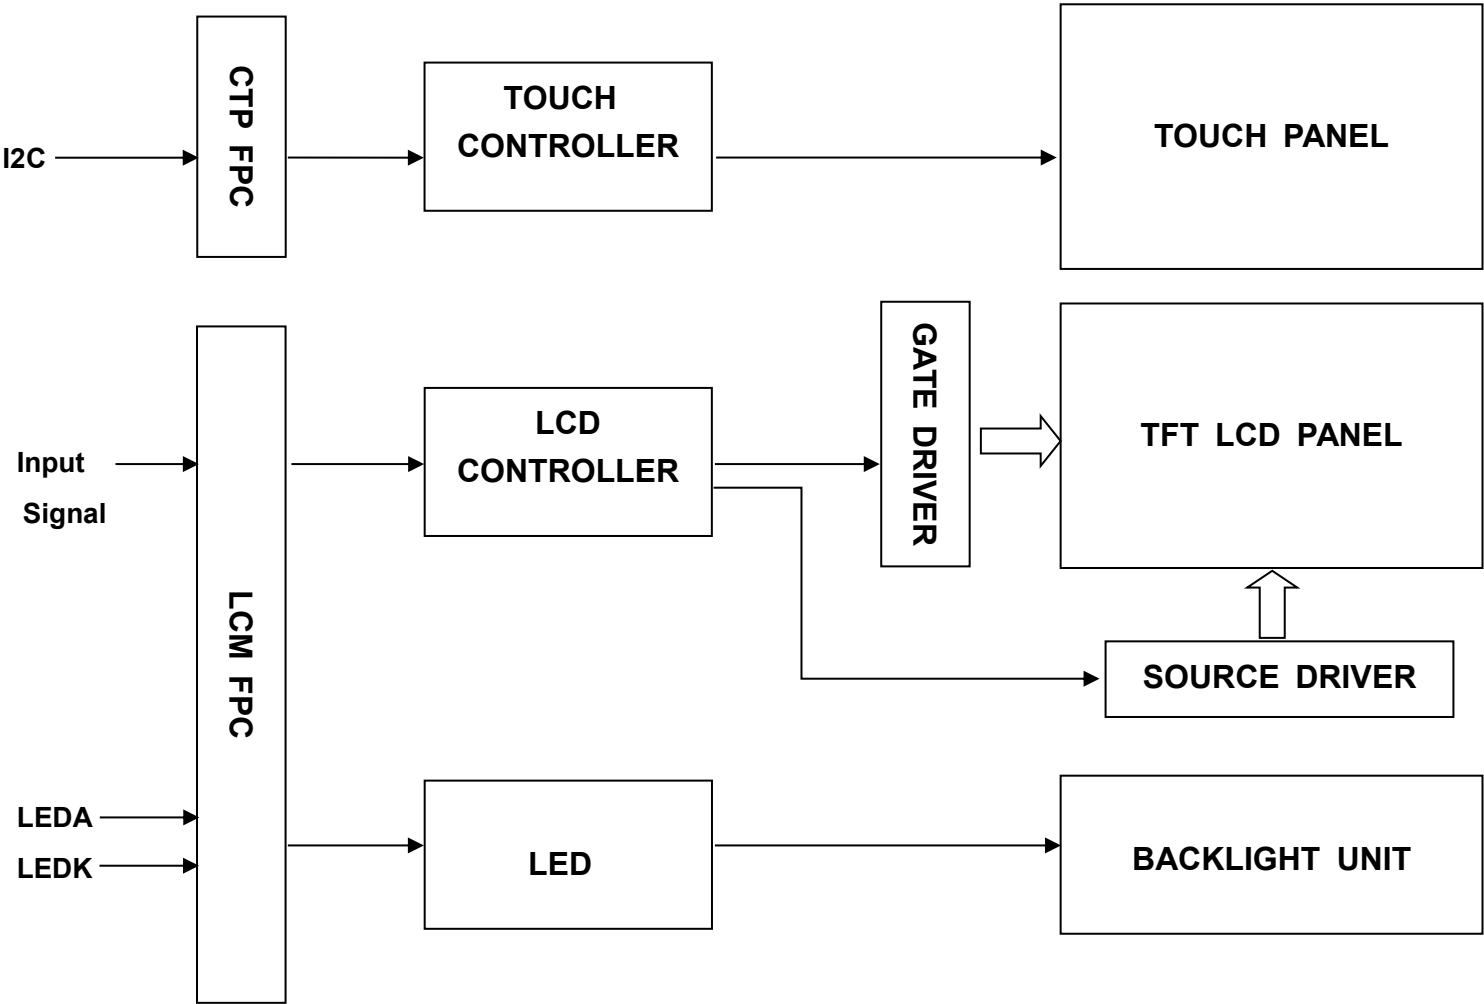 I2C
CTP FPC
TOUCH
CONTROLLER
TOUCH PANEL
Input
Signal
LCM FPC
LCD
CONTROLLER
GATE DRIVER
TFT LCD PANEL
SOURCE DRIVER
LEDA
LEDK
LED
BACKLIGHT UNIT